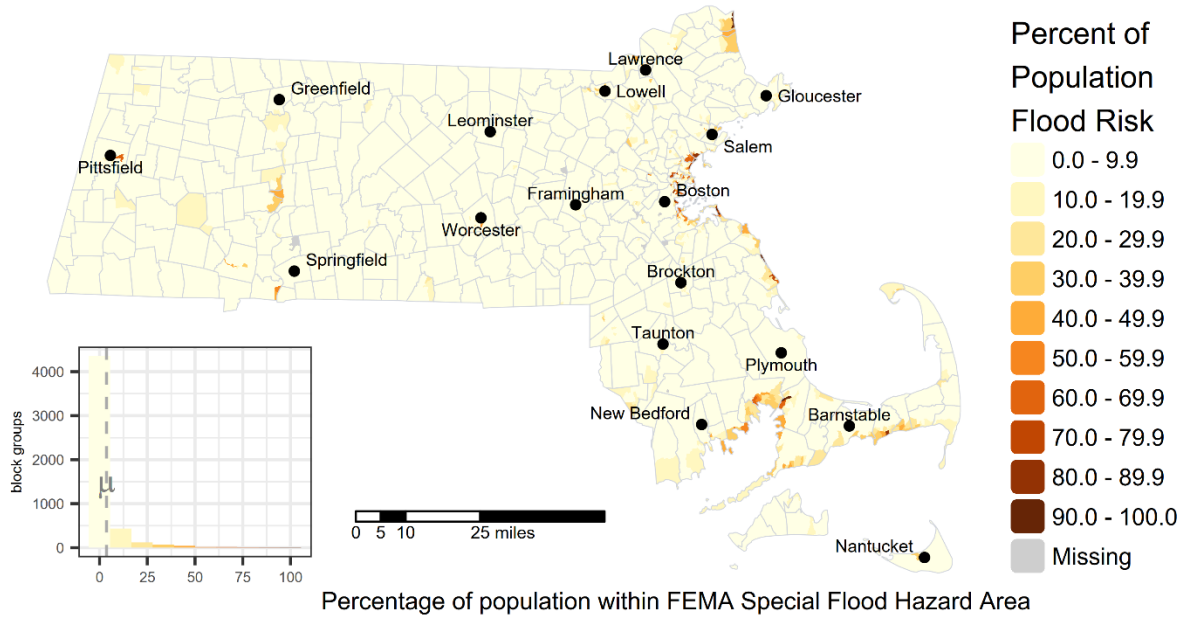 Lawrence
Greenfield
Lowell
Gloucester
Leominster
Salem
Pittsfield
Framingham
Boston
Worcester
Springfield
Brockton
Taunton
Plymouth
New Bedford
Barnstable
Nantucket
Percent of
Population
Flood Risk
0.0 - 9.9
10.0 - 19.9
20.0 - 29.9
30.0 - 39.9
40.0 - 49.9
50.0 - 59.9
60.0 - 69.9
70.0 - 79.9
80.0 - 89.9
90.0 - 100.0
Missing
block groups
4000
3000
2000
1000
0
μ
0 25 50 75 100
0 5 10 25 miles
Percentage of population within FEMA Special Flood Hazard Area